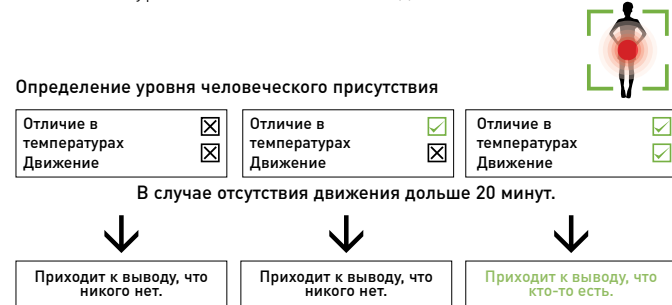 Определение уровня человеческого присутствия
Отличие в
температурах
Движение
Отличие в
температурах
Движение
Отличие в
температурах
Движение
В случае отсутствия движения дольше 20 минут.
Приходит к выводу, что
никого нет.
Приходит к выводу, что
никого нет.
Приходит к выводу, что
кто-то есть.